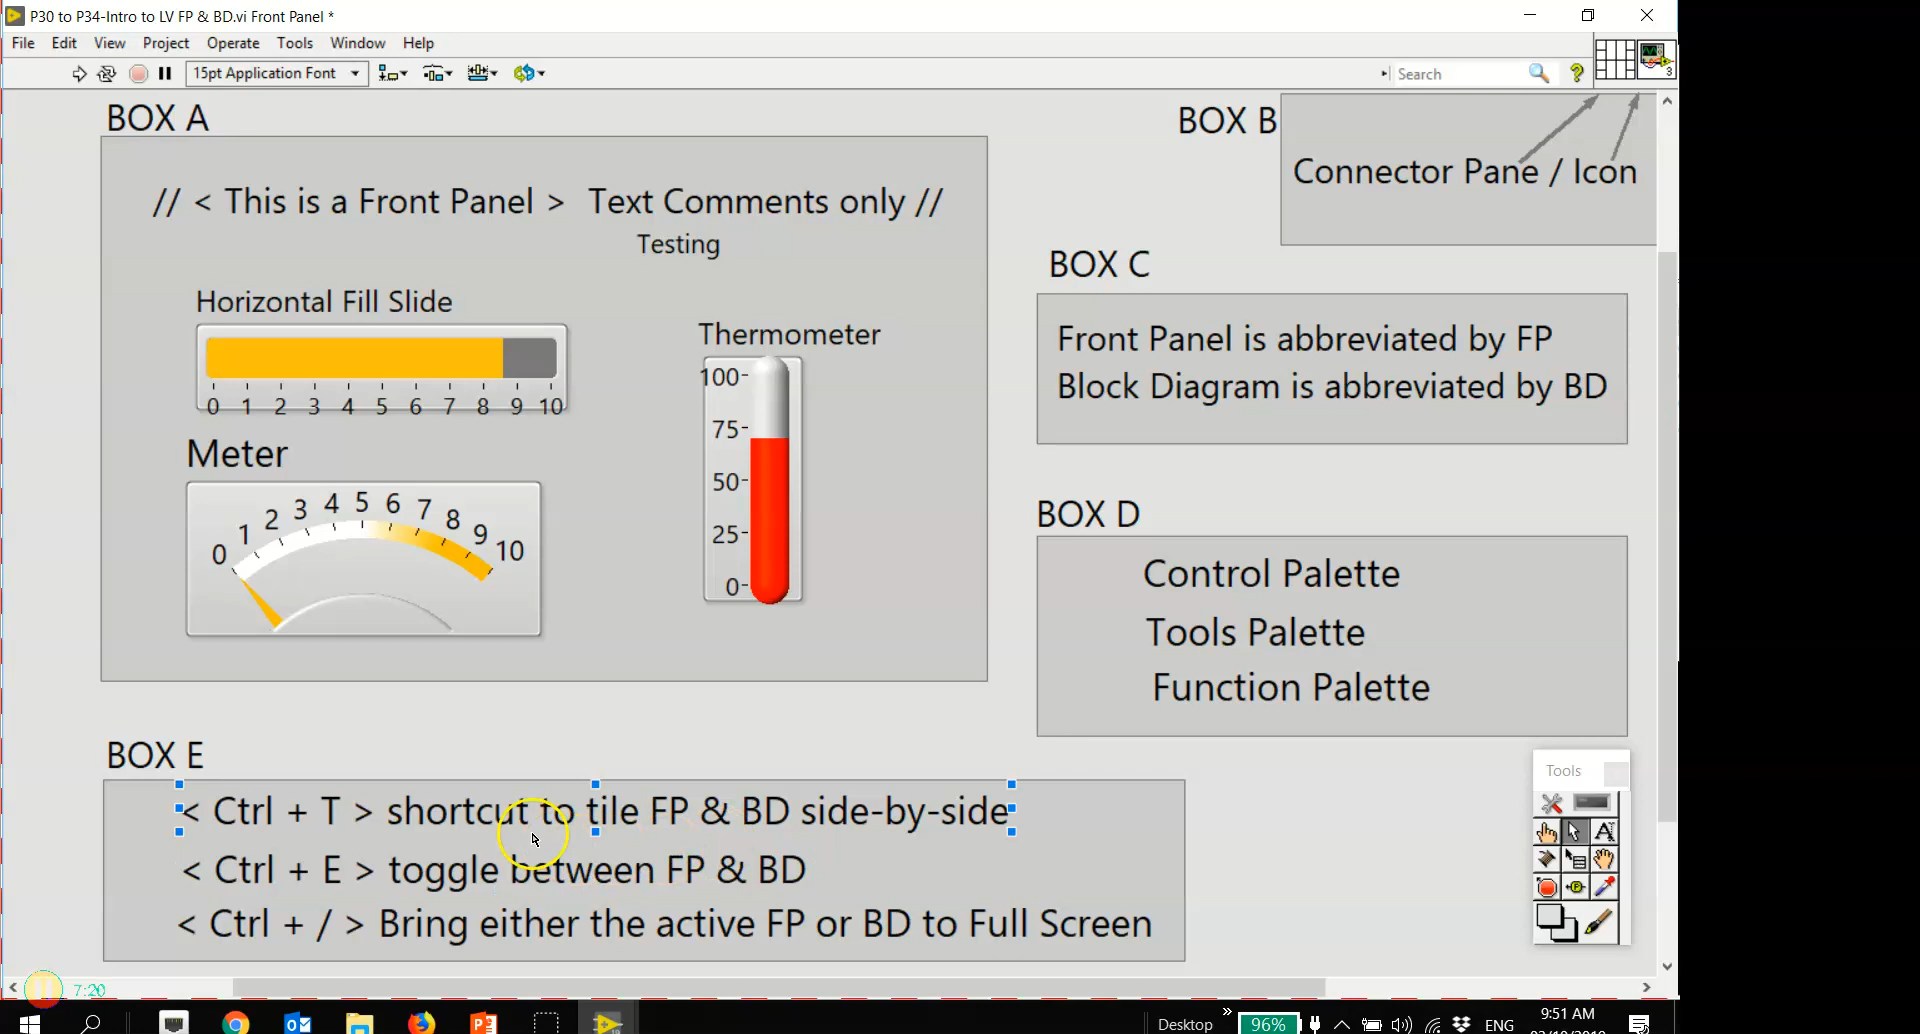 P30 to P34-Intro to LV FP & BD.vi Front Panel *
File Edit View Project Operate Tools Window Help
15pt Application Font
Search
3
BOX A
// < This is a Front Panel > Text Comments only //
Testing
Horizontal Fill Slide
0 1 2 3 4 5 6 7 8 9 10
Thermometer
100
75
50
25
0
Meter
0 1 2 3 4 5 6 7 8 9 10
BOX B
Connector Pane / Icon
BOX C
Front Panel is abbreviated by FP
Block Diagram is abbreviated by BD
BOX D
Control Palette
Tools Palette
Function Palette
BOX E
< Ctrl + T > shortcut to tile FP & BD side-by-side
< Ctrl + E > toggle between FP & BD
< Ctrl + / > Bring either the active FP or BD to Full Screen
Tools
7:20
Desktop
96%
ENG
9:51 AM